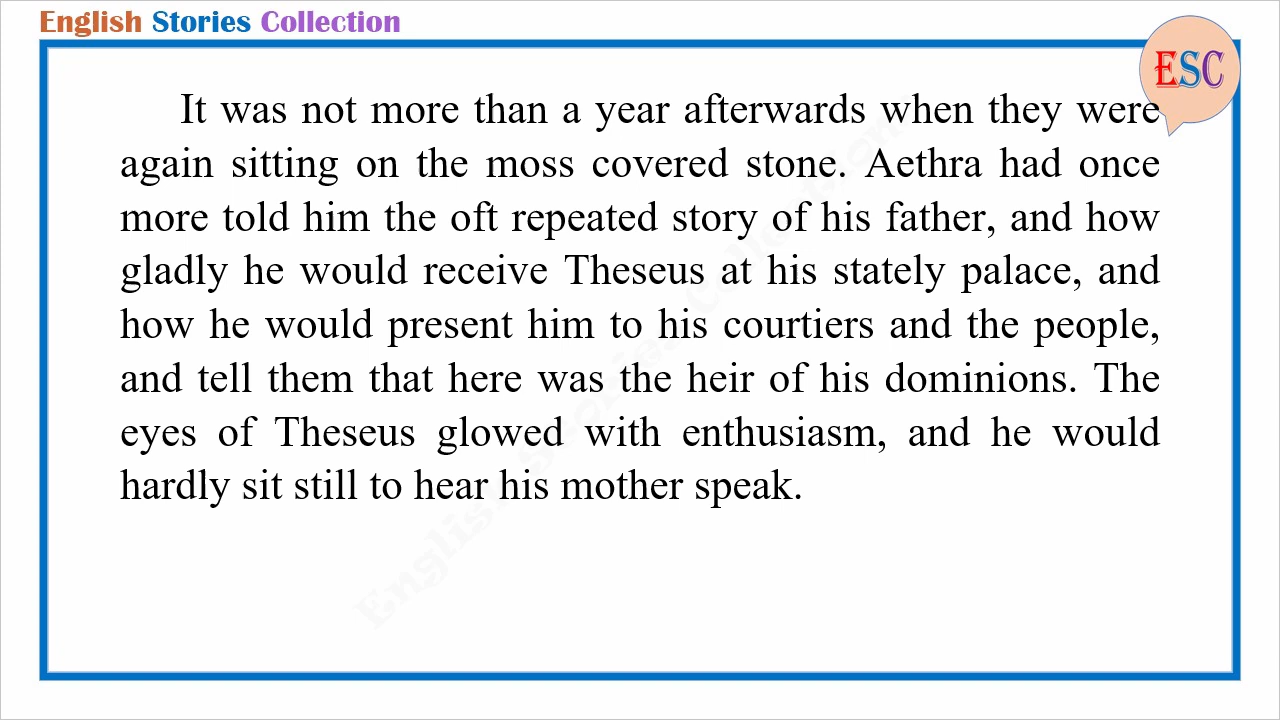 English Stories Collection
ESC
It was not more than a year afterwards when they were
again sitting on the moss covered stone. Aethra had once
more told him the oft repeated story of his father, and how
gladly he would receive Theseus at his stately palace, and
how he would present him to his courtiers and the people,
and tell them that here was the heir of his dominions. The
eyes of Theseus glowed with enthusiasm, and he would
hardly sit still to hear his mother speak.
English Stories Collection